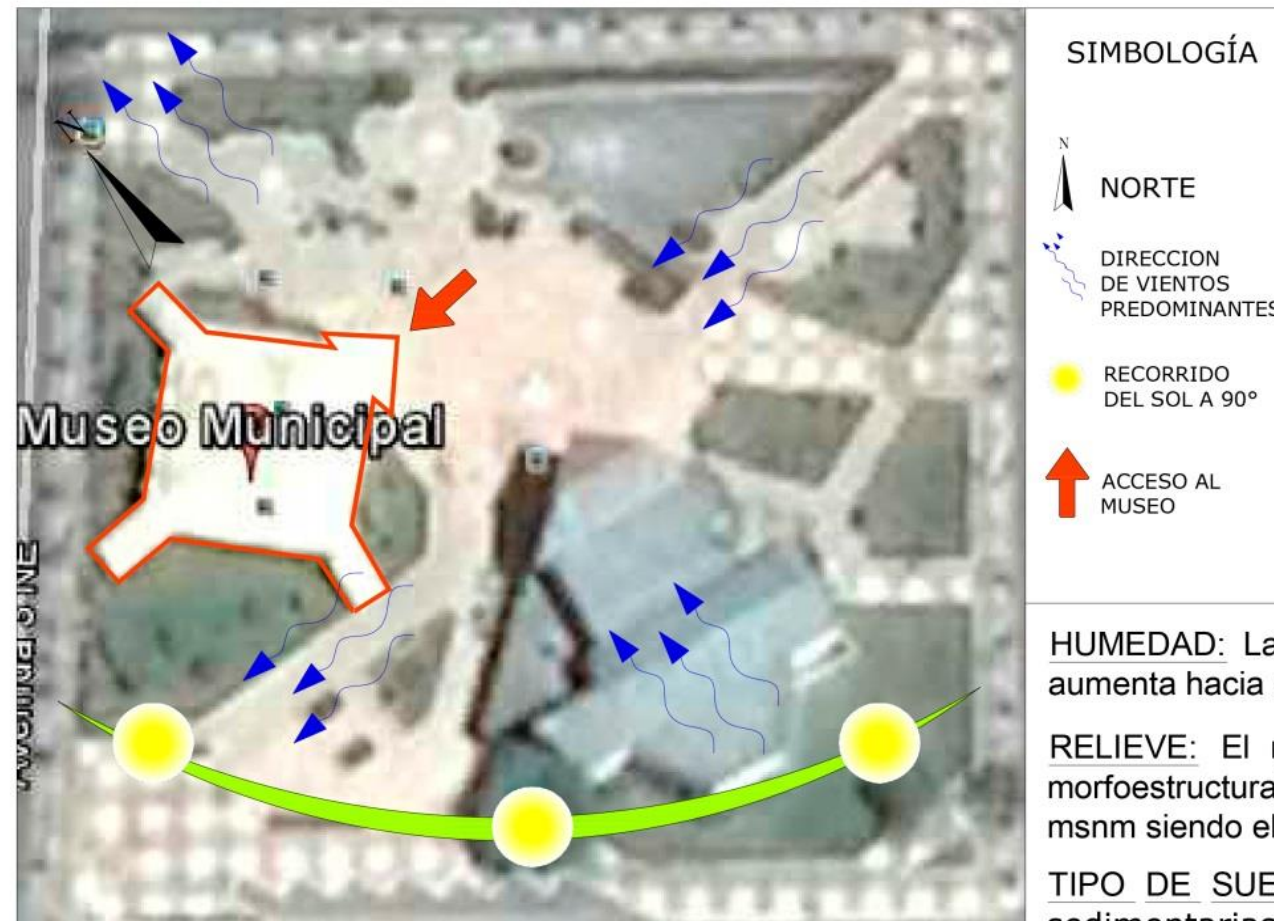 SIMBOLOGÍA
N
N
NORTE
DIRECCION
DE VIENTOS
PREDOMINANTES
RECORRIDO
DEL SOL A 90°
ACCESO AL
MUSEO
Museo Municipal
HUMEDAD: La
aumenta hacia
RELIEVE: El
morfoestructura
msnm siendo el
TIPO DE SUE